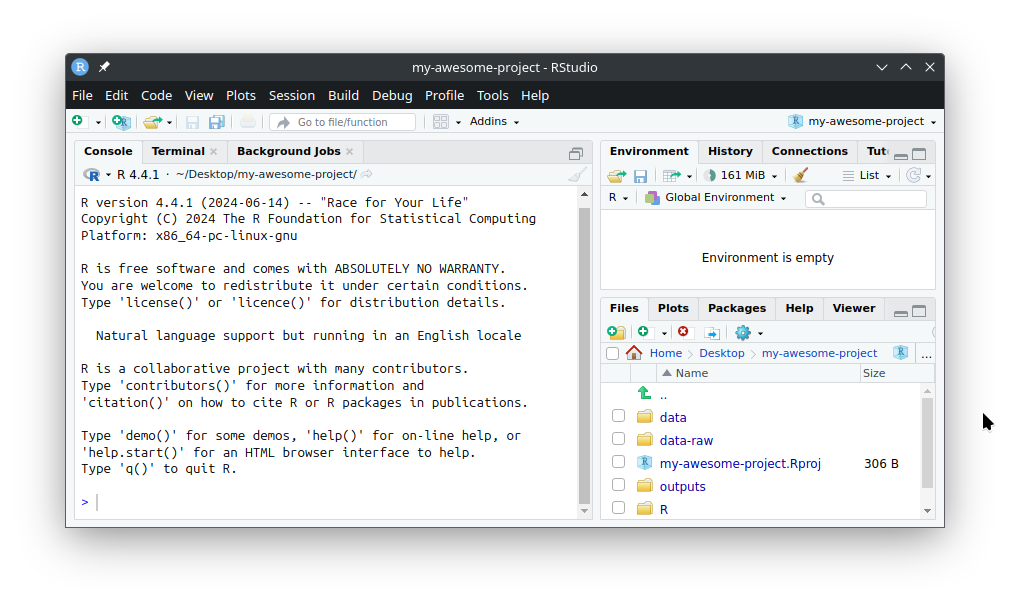 my-awesome-project - RStudio
File Edit Code View Plots Session Build Debug Profile Tools Help
Go to file/function Addins my-awesome-project
Console Terminal Background Jobs
R 4.4.1 · ~/Desktop/my-awesome-project/
R version 4.4.1 (2024-06-14) -- "Race for Your Life"
Copyright (C) 2024 The R Foundation for Statistical Computing
Platform: x86_64-pc-linux-gnu
R is free software and comes with ABSOLUTELY NO WARRANTY.
You are welcome to redistribute it under certain conditions.
Type 'license()' or 'licence()' for distribution details.
Natural language support but running in an English locale
R is a collaborative project with many contributors.
Type 'contributors()' for more information and
'citation()' on how to cite R or R packages in publications.
Type 'demo()' for some demos, 'help()' for on-line help, or
'help.start()' for an HTML browser interface to help.
Type 'q()' to quit R.
>
Environment History Connections Tut
161 MiB List
R Global Environment
Environment is empty
Files Plots Packages Help Viewer
Home Desktop my-awesome-project R ...
Name Size
..
data
data-raw
my-awesome-project.Rproj 306 B
outputs
R